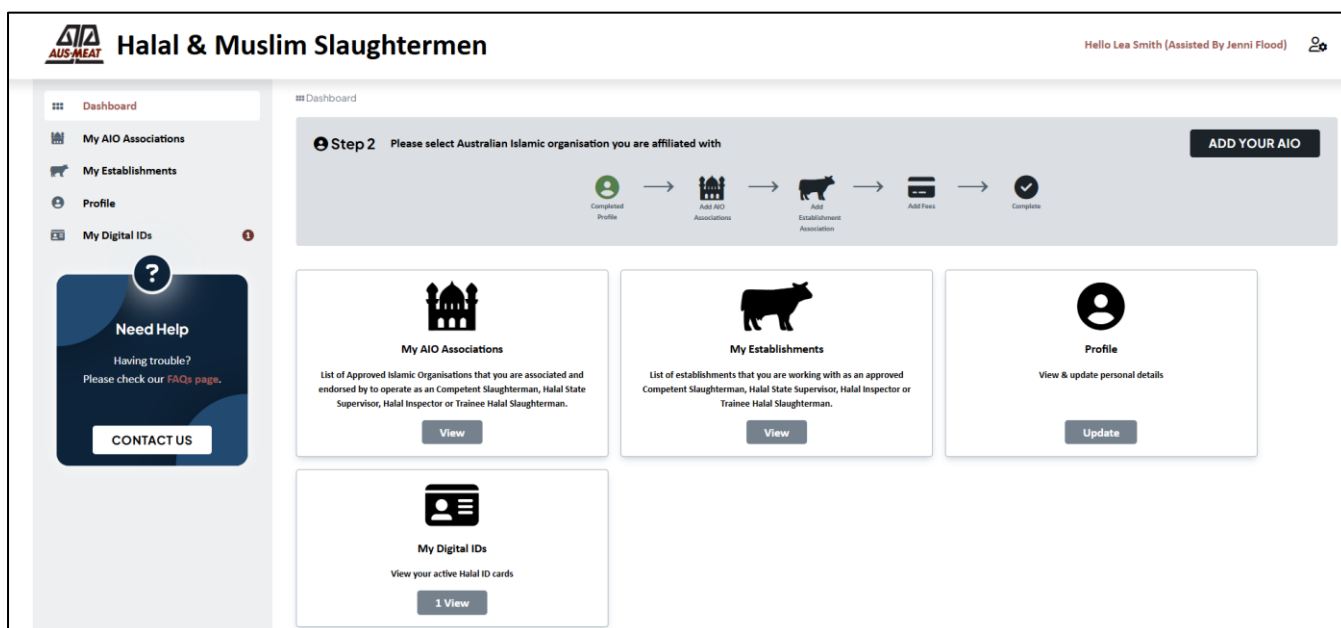 AUS-MEAT
Halal & Muslim Slaughtermen
Hello Lea Smith (Assisted By Jenni Flood)
Dashboard
My AIO Associations
My Establishments
Profile
My Digital IDs
1
?
Need Help
Having trouble?
Please check our FAQs page.
CONTACT US
Dashboard
Step 2 Please select Australian Islamic organisation you are affiliated with
ADD YOUR AIO
Completed
Profile
Add AIO
Associations
Add
Establishment
Association
Add Fees
Complete
My AIO Associations
List of Approved Islamic Organisations that you are associated and
endorsed by to operate as an Competent Slaughterman, Halal State
Supervisor, Halal Inspector or Trainee Halal Slaughterman.
View
My Establishments
List of establishments that you are working with as an approved
Competent Slaughterman, Halal State Supervisor, Halal Inspector or
Trainee Halal Slaughterman.
View
Profile
View & update personal details
Update
My Digital IDs
View your active Halal ID cards
1 View